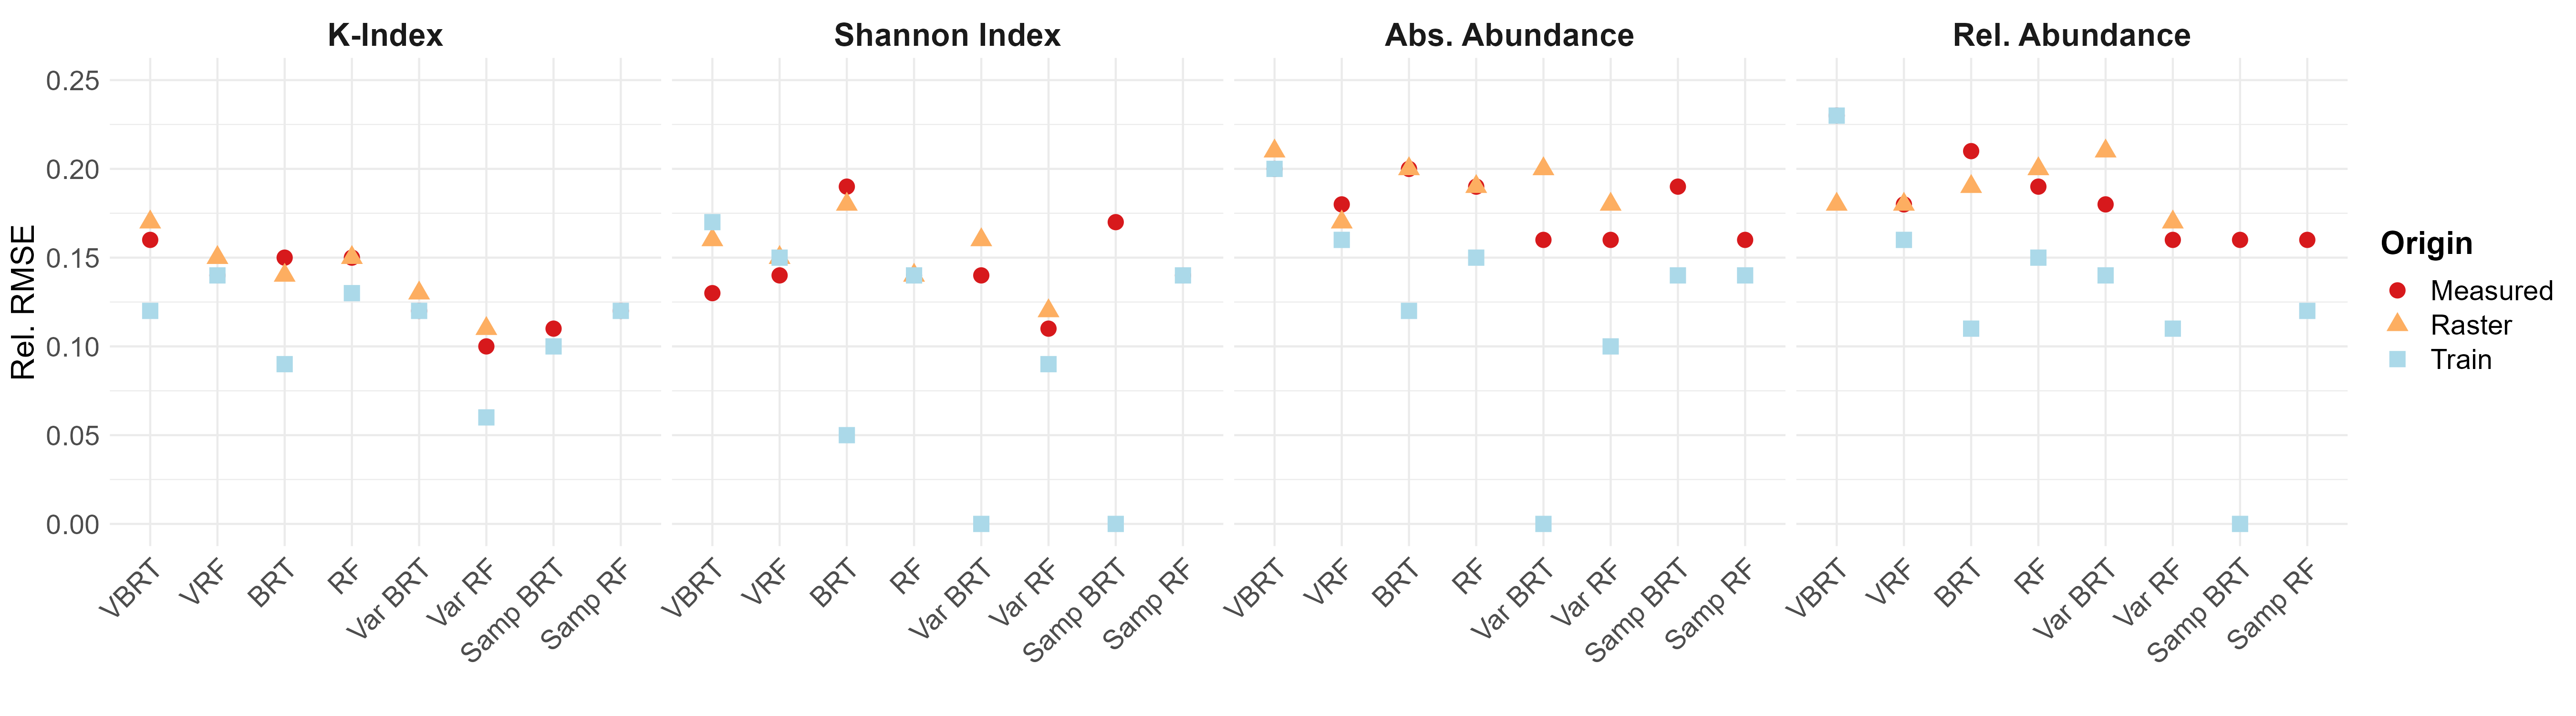 K-Index
Shannon Index
Abs. Abundance
Rel. Abundance
Rel. RMSE
0.25
0.20
0.15
0.10
0.05
0.00
VBRT
VRF
BRT
RF
Var BRT
Var RF
Samp BRT
Samp RF
VBRT
VRF
BRT
RF
Var BRT
Var RF
Samp BRT
Samp RF
VBRT
VRF
BRT
RF
Var BRT
Var RF
Samp BRT
Samp RF
VBRT
VRF
BRT
RF
Var BRT
Var RF
Samp BRT
Samp RF
Origin
Measured
Raster
Train